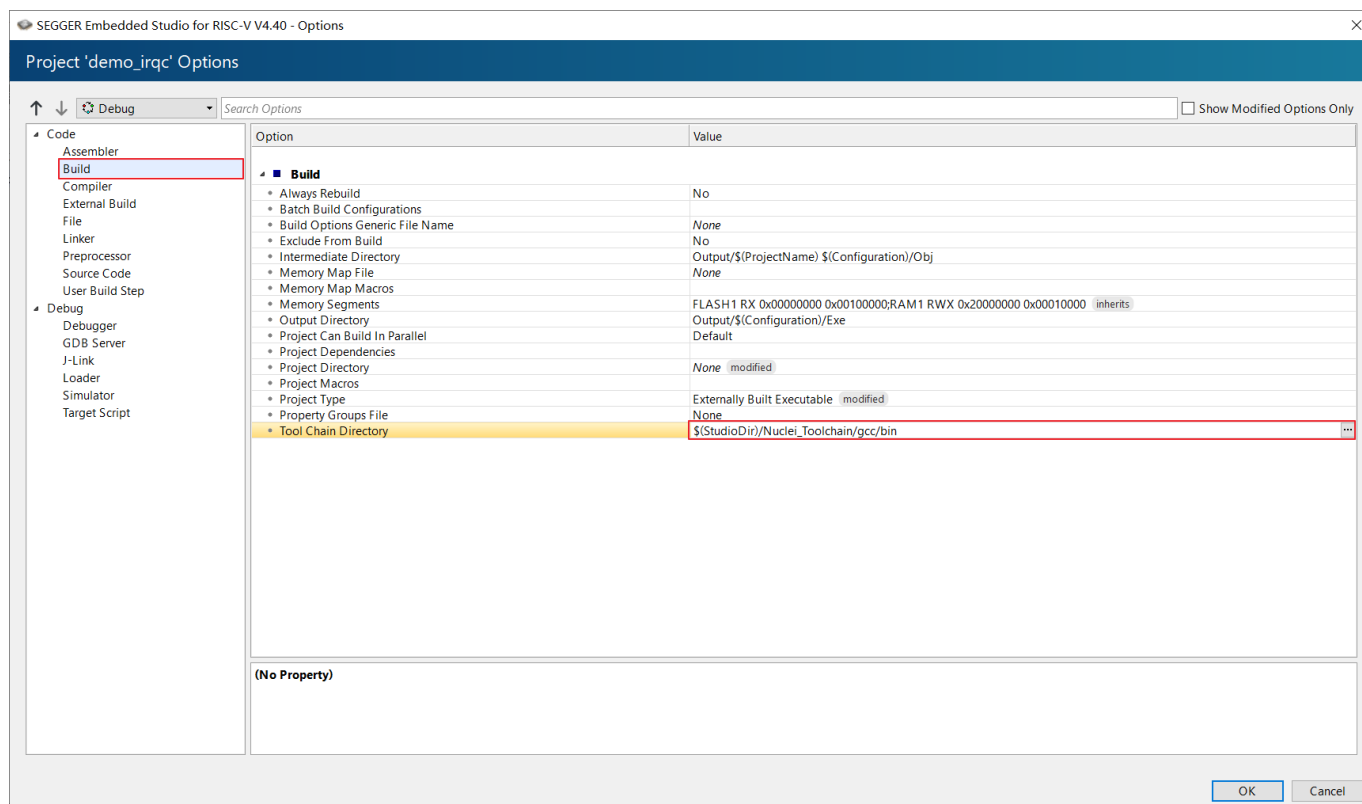 SEGGER Embedded Studio for RISC-V V4.40 - Options
Project 'demo_irqc' Options
Debug
Search Options
Show Modified Options Only
Code
Assembler
Build
Compiler
External Build
File
Linker
Preprocessor
Source Code
User Build Step
Debug
Debugger
GDB Server
J-Link
Loader
Simulator
Target Script
Option Value
Build
Always Rebuild No
Batch Build Configurations
Build Options Generic File Name None
Exclude From Build No
Intermediate Directory Output/$(ProjectName) $(Configuration)/Obj
Memory Map File None
Memory Map Macros
Memory Segments FLASH1 RX 0x00000000 0x00100000;RAM1 RWX 0x20000000 0x00010000 inherits
Output Directory Output/$(Configuration)/Exe
Project Can Build In Parallel Default
Project Dependencies
Project Directory None modified
Project Macros
Project Type Externally Built Executable modified
Property Groups File None
Tool Chain Directory $(StudioDir)/Nuclei_Toolchain/gcc/bin ...
(No Property)
OK Cancel